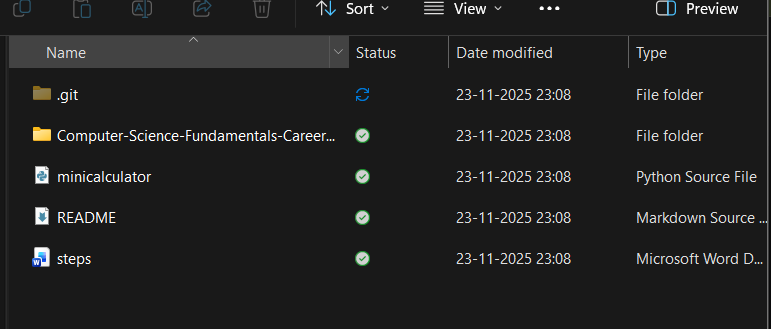 Sort View ••• Preview
Name Status Date modified Type
.git 23-11-2025 23:08 File folder
Computer-Science-Fundamentals-Career... 23-11-2025 23:08 File folder
minicalculator 23-11-2025 23:08 Python Source File
README 23-11-2025 23:08 Markdown Source ...
steps 23-11-2025 23:08 Microsoft Word D...